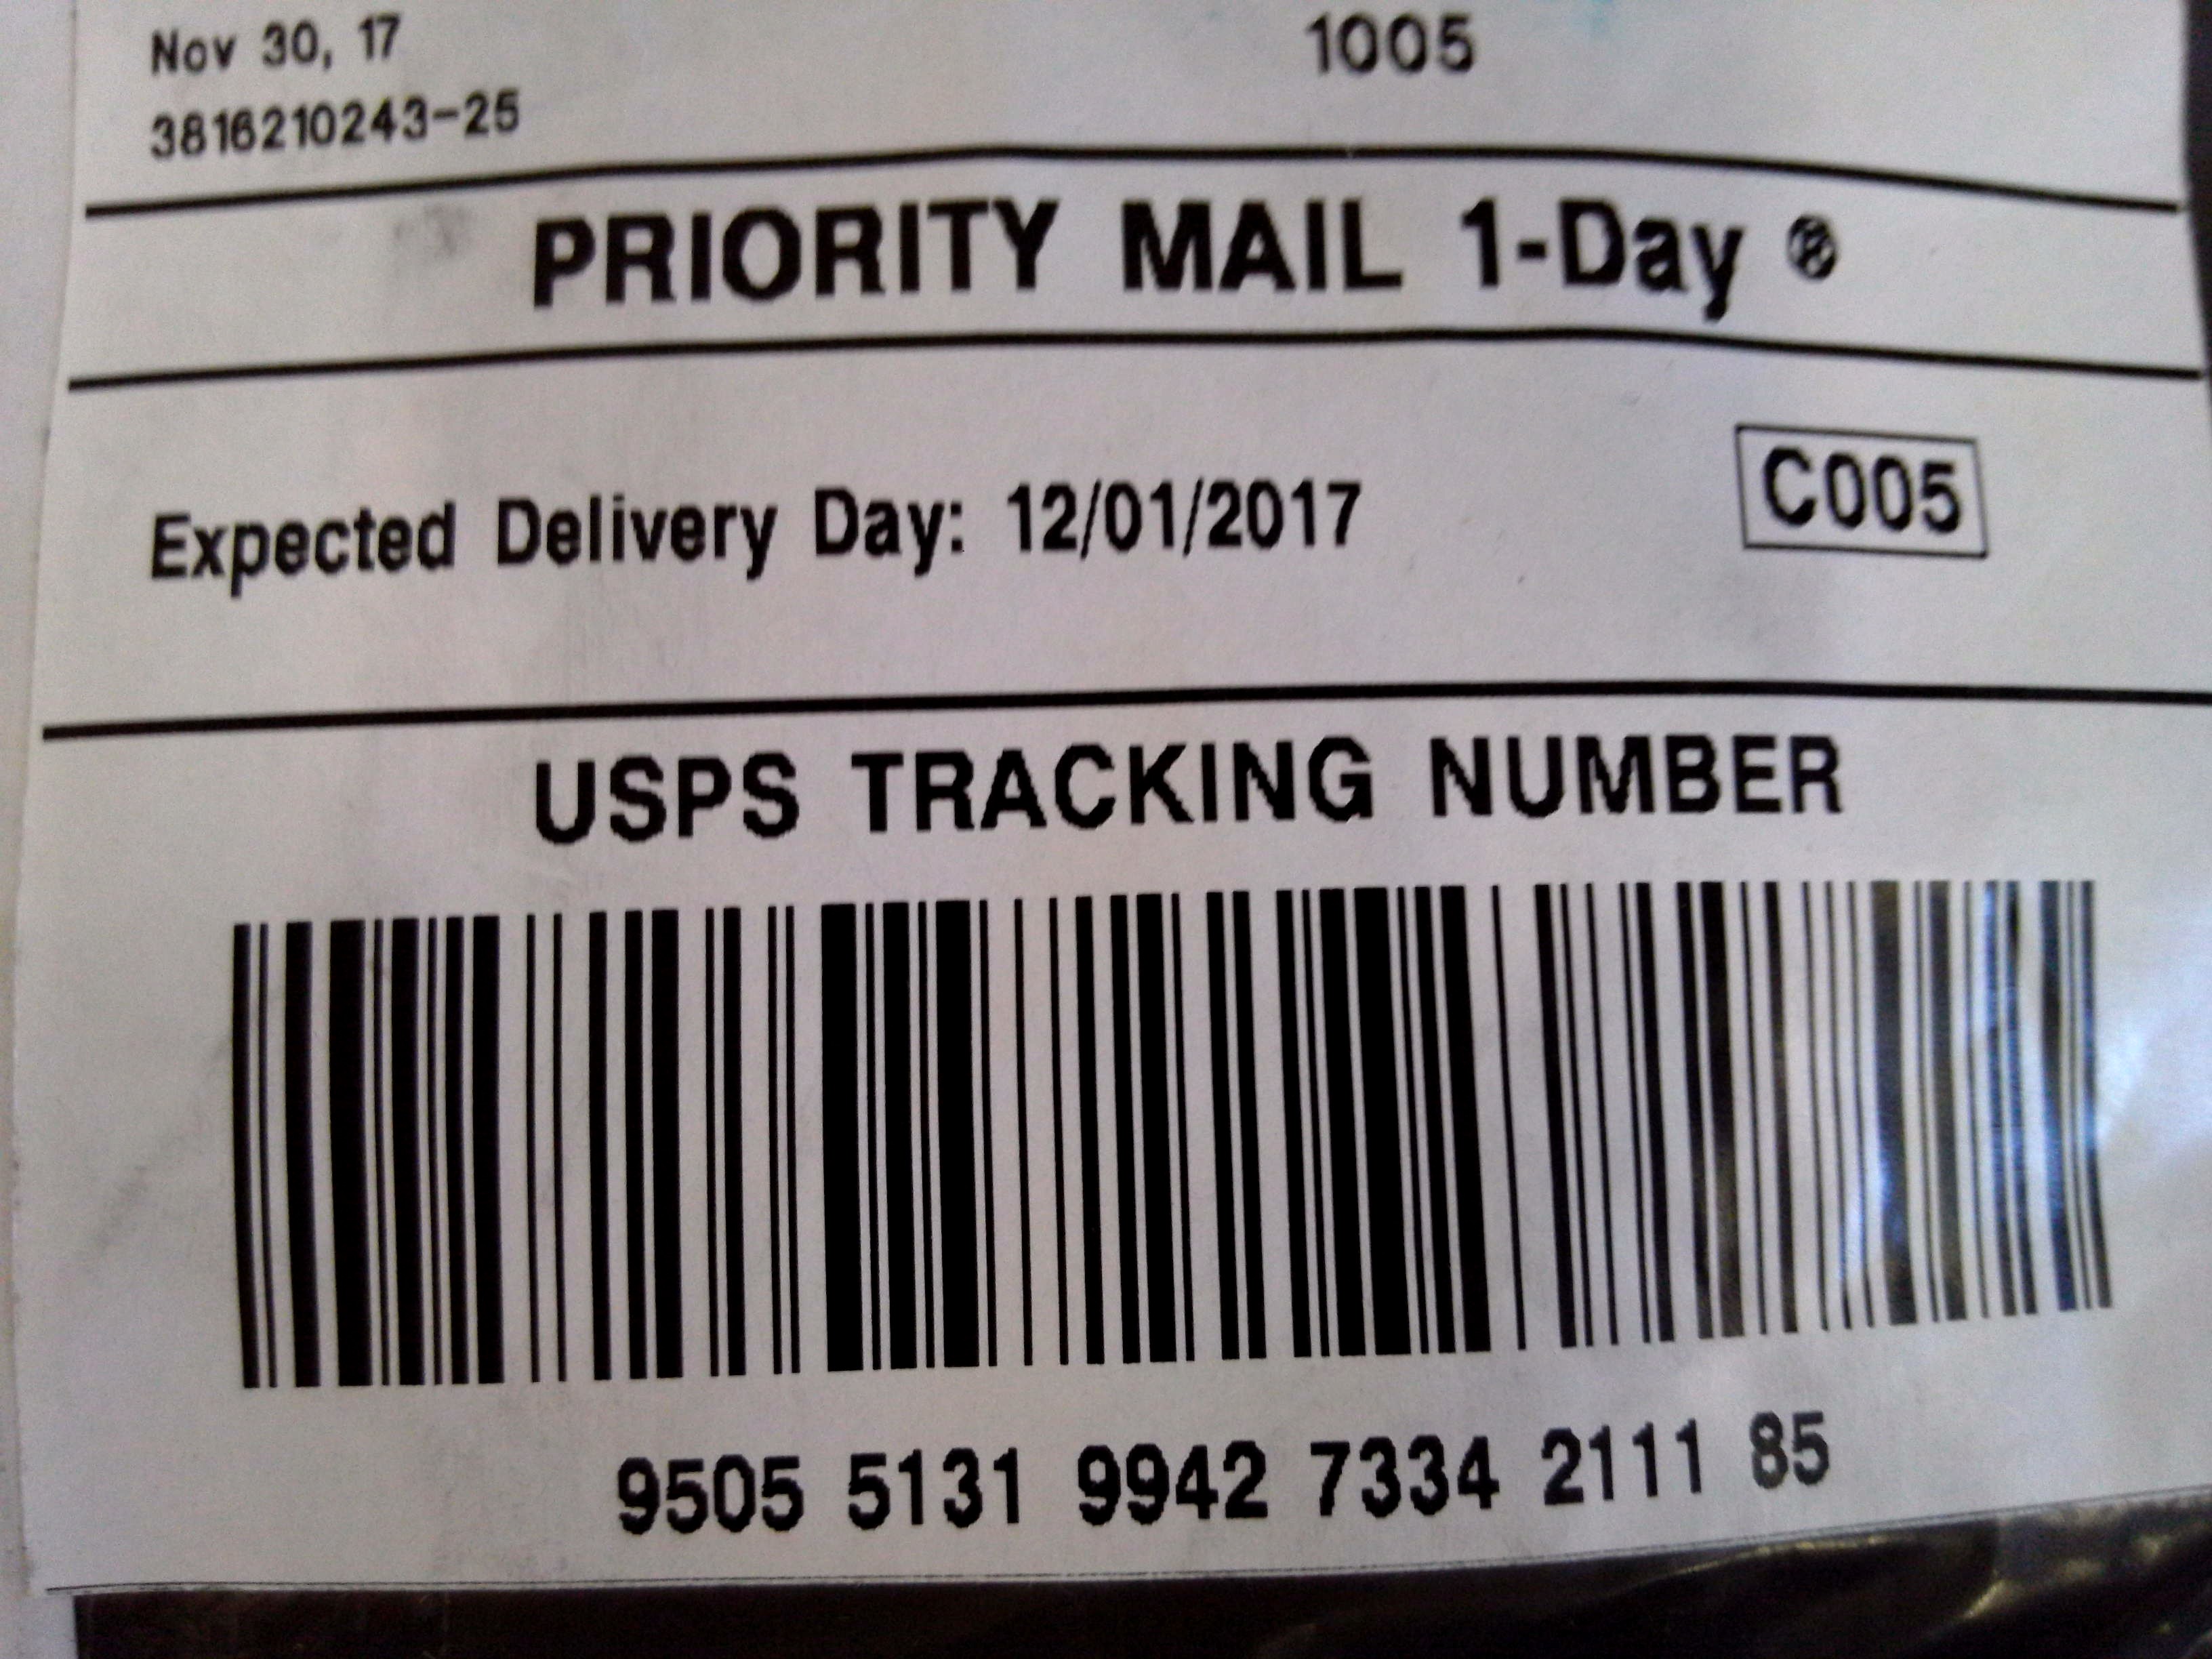 Nov 30, 17
1005
3816210243-25
PRIORITY MAIL 1-Day ®
Expected Delivery Day: 12/01/2017
C005
USPS TRACKING NUMBER
9505 5131 9942 7334 2111 85